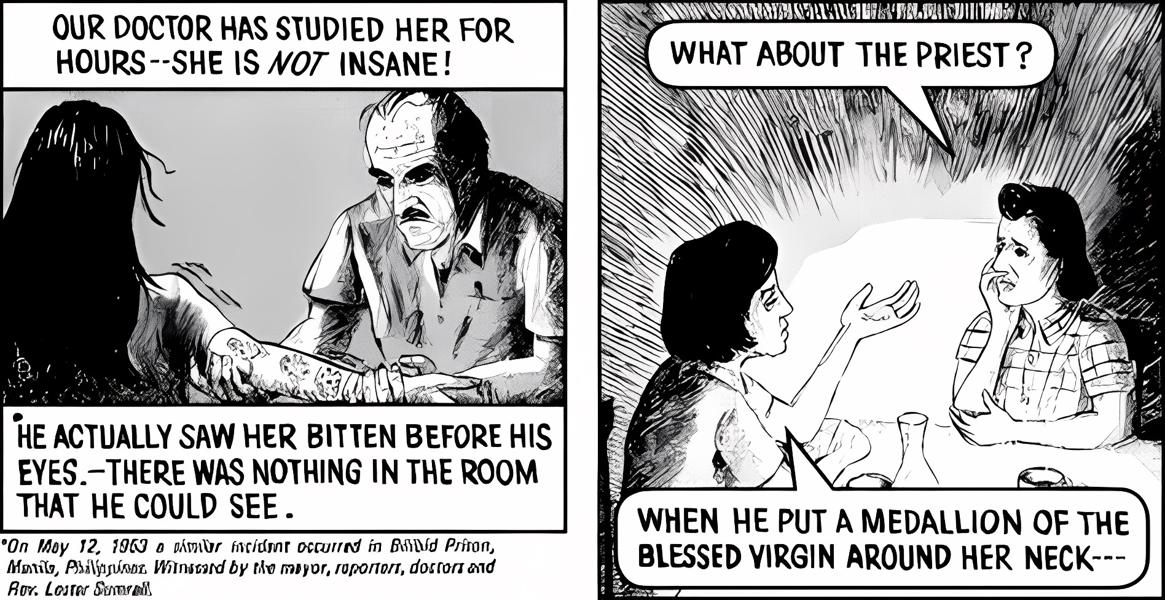 OUR DOCTOR HAS STUDIED HER FOR
HOURS--SHE IS NOT INSANE!
*HE ACTUALLY SAW HER BITTEN BEFORE HIS
EYES.—THERE WAS NOTHING IN THE ROOM
THAT HE COULD SEE.
*On May 12, a incident occurred in
by the mayor, reporters, doctors and
Rev. Lester
WHAT ABOUT THE PRIEST?
WHEN HE PUT A MEDALLION OF THE
BLESSED VIRGIN AROUND HER NECK---